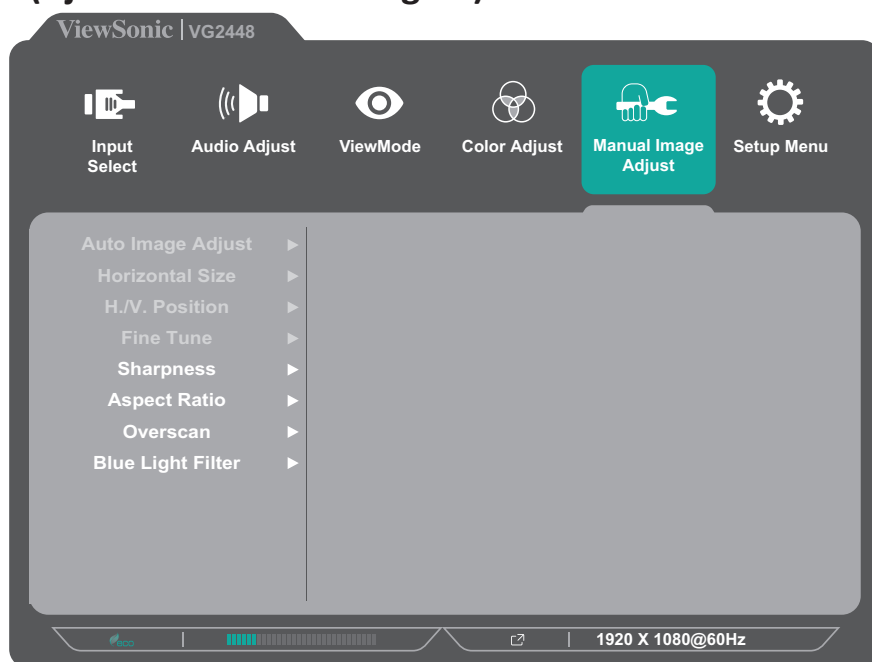 ViewSonic | VG2448
Input
Select
Audio Adjust
ViewMode
Color Adjust
Manual Image
Adjust
Setup Menu
Auto Image Adjust
Horizontal Size
H./V. Position
Fine Tune
Sharpness
Aspect Ratio
Overscan
Blue Light Filter
eco
1920 X 1080@60Hz